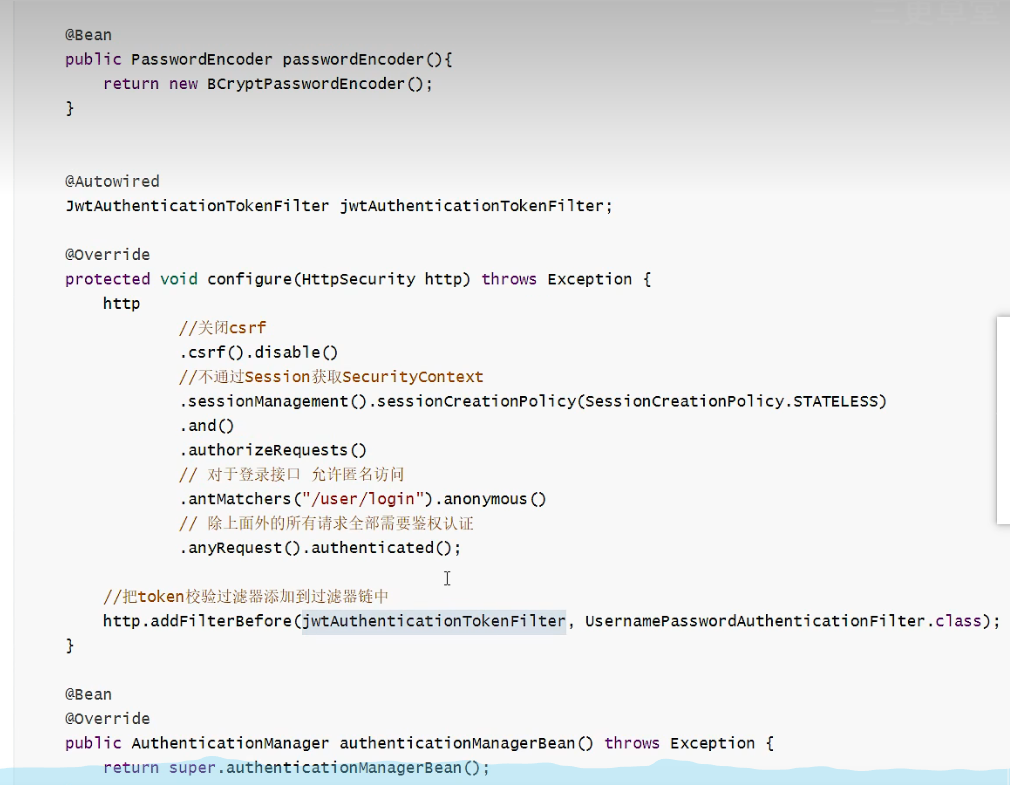 @Bean
public PasswordEncoder passwordEncoder(){
return new BCryptPasswordEncoder();
}
@Autowired
JwtAuthenticationTokenFilter jwtAuthenticationTokenFilter;
@Override
protected void configure(HttpSecurity http) throws Exception {
http
//关闭csrf
.csrf().disable()
//不通过Session获取SecurityContext
.sessionManagement().sessionCreationPolicy(SessionCreationPolicy.STATELESS)
.and()
.authorizeRequests()
// 对于登录接口 允许匿名访问
.antMatchers("/user/login").anonymous()
// 除上面外的所有请求全部需要鉴权认证
.anyRequest().authenticated();
//把token校验过滤器添加到过滤器链中
http.addFilterBefore(jwtAuthenticationTokenFilter, UsernamePasswordAuthenticationFilter.class);
}
@Bean
@Override
public AuthenticationManager authenticationManagerBean() throws Exception {
return super.authenticationManagerBean();